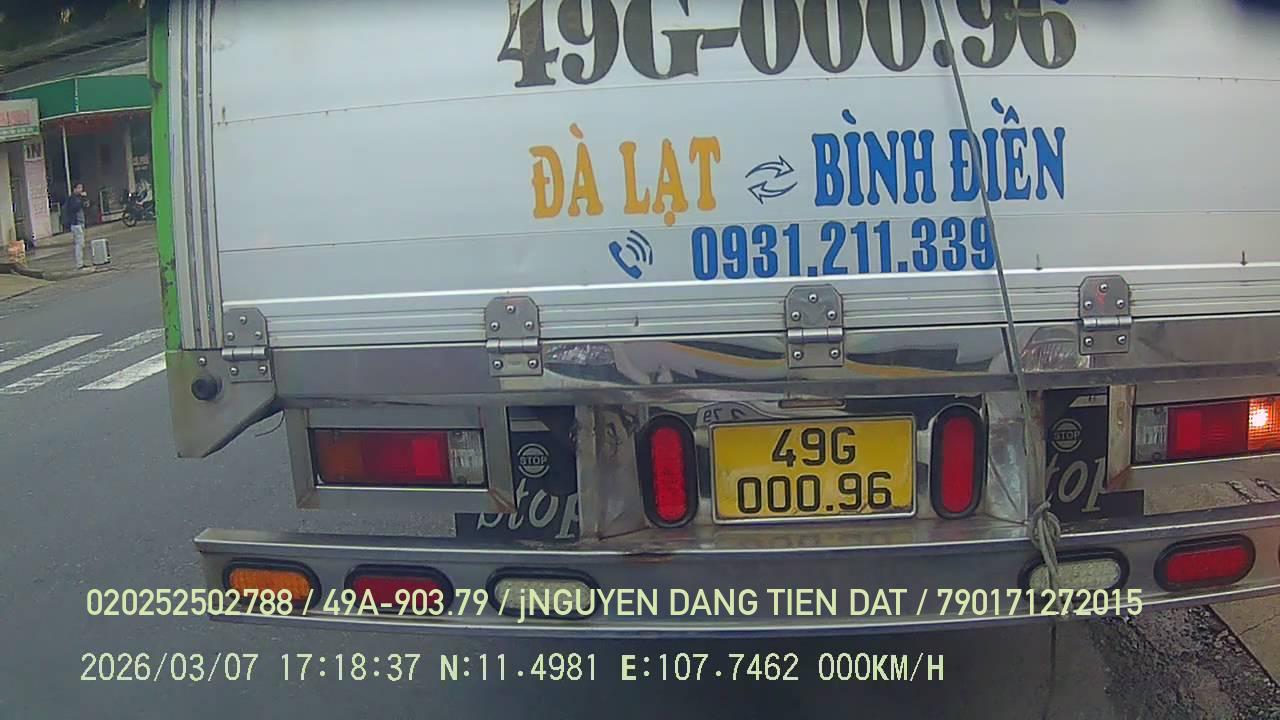 49G-000.96
ĐÀ LẠT BÌNH ĐIỀN
0931.211.339
49G
000.96
STOP
stop
STOP
stop
020252502788 / 49A-903.79 / jNGUYEN DANG TIEN DAT / 790171272015
2026/03/07 17:18:37 N:11.4981 E:107.7462 000KM/H